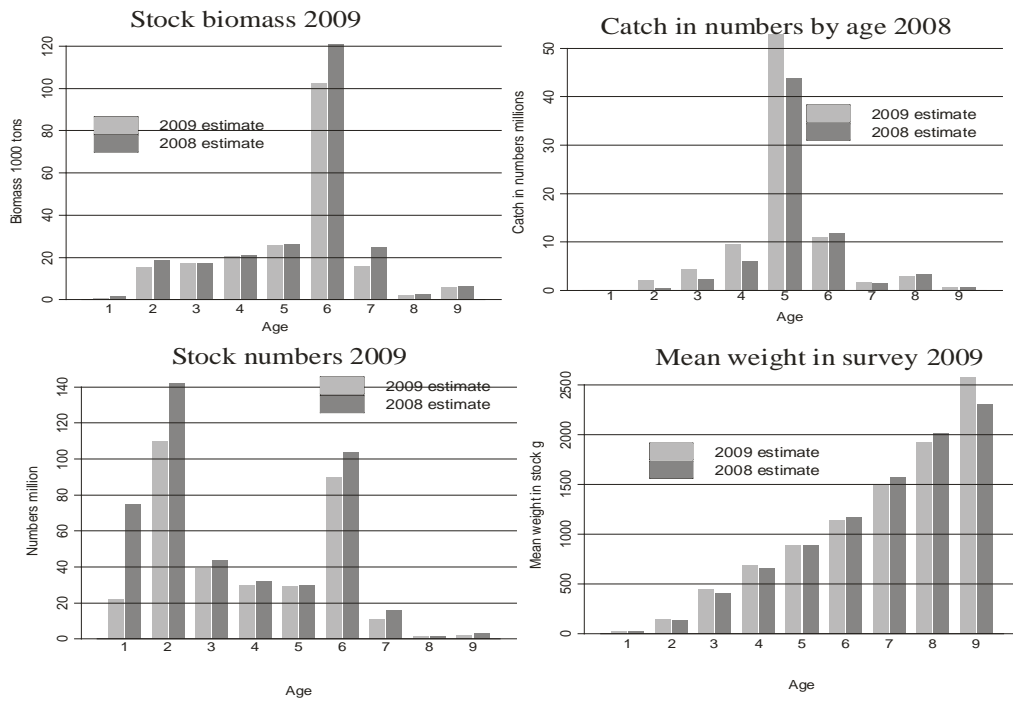 Stock biomass 2009
120
100
80
60
40
20
0
Biomass 1000 tons
2009 estimate
2008 estimate
1 2 3 4 5 6 7 8 9
Age
Catch in numbers by age 2008
50
40
30
20
10
0
Catch in numbers millions
2009 estimate
2008 estimate
1 2 3 4 5 6 7 8 9
Age
Stock numbers 2009
140
120
100
80
60
40
20
0
Numbers million
2009 estimate
2008 estimate
1 2 3 4 5 6 7 8 9
Age
Mean weight in survey 2009
2500
2000
1500
1000
500
0
Mean weight in stock g
2009 estimate
2008 estimate
1 2 3 4 5 6 7 8 9
Age